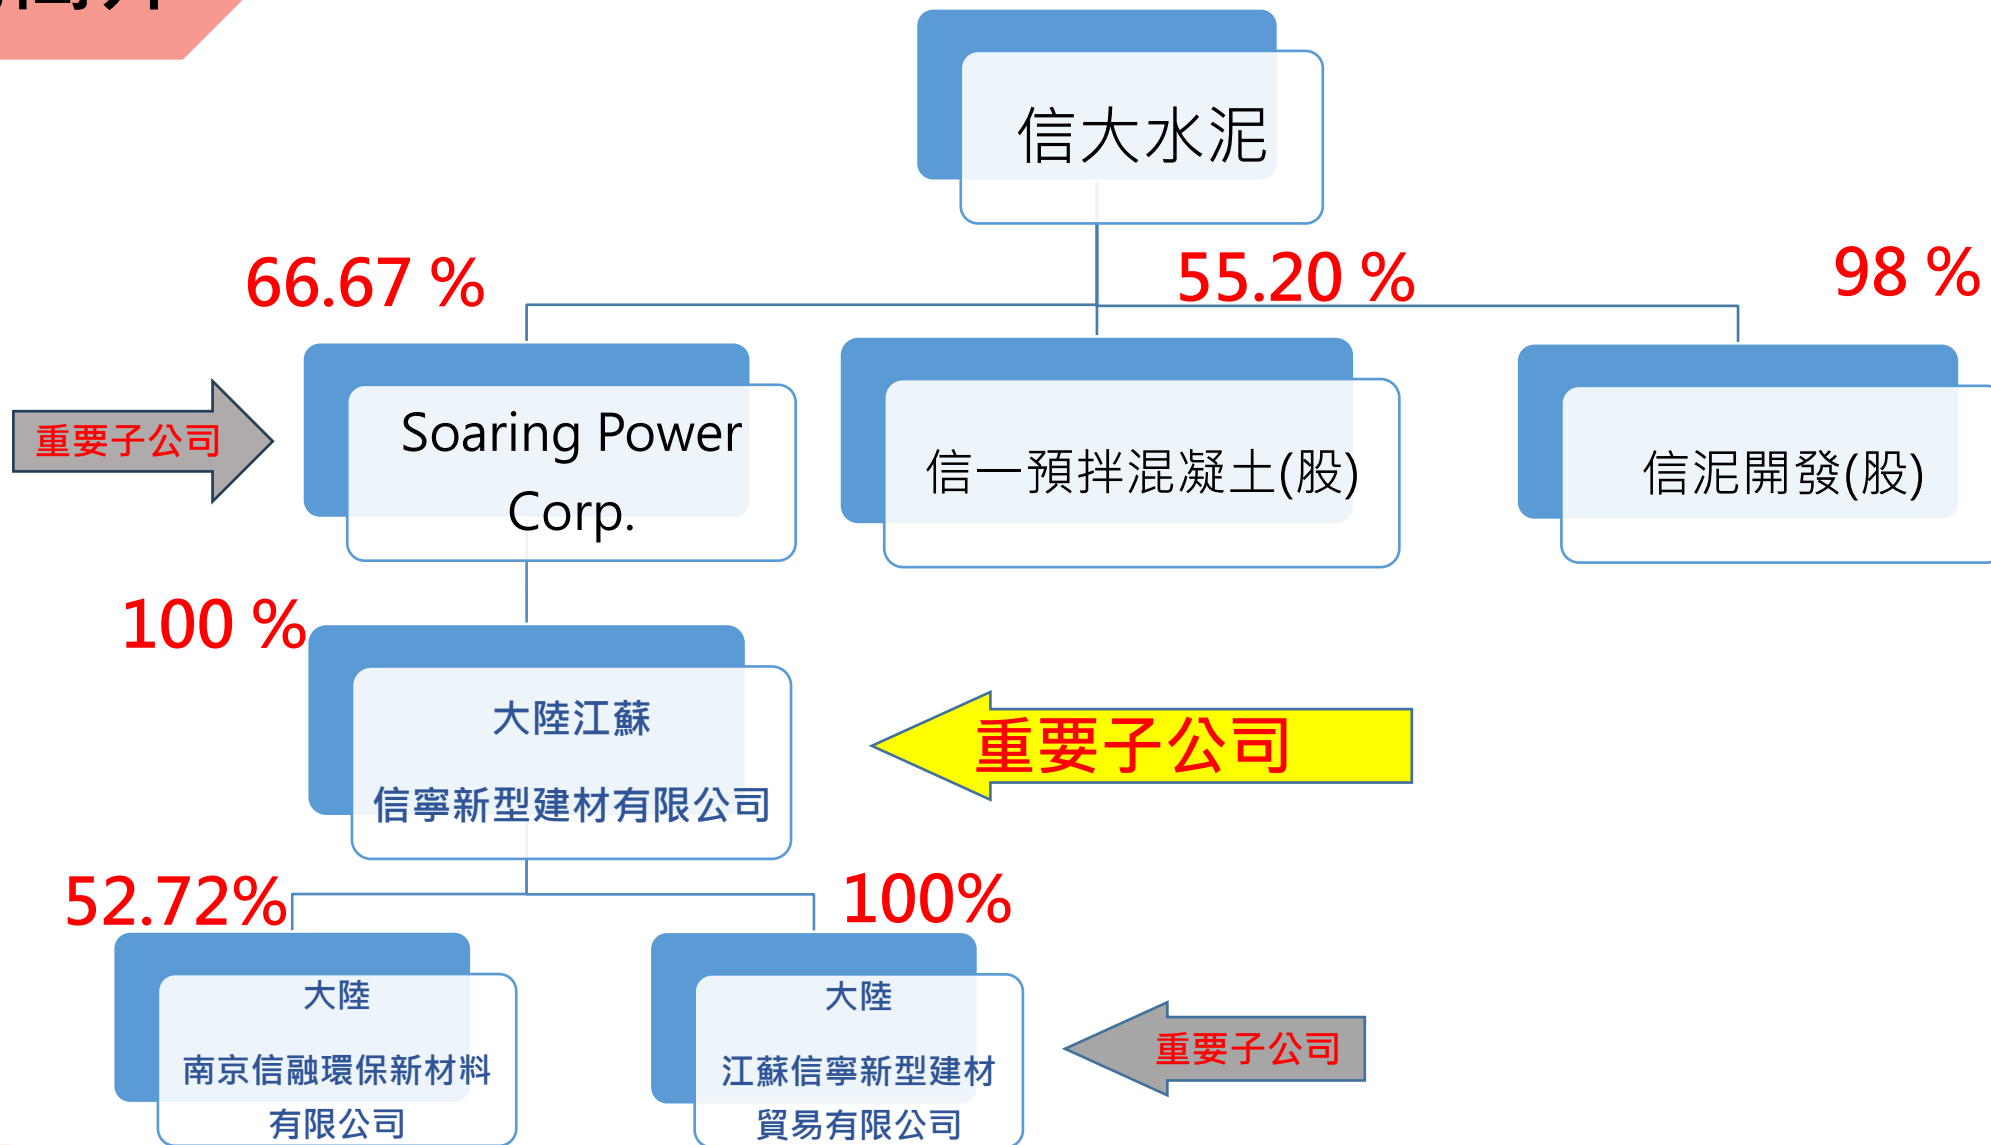 信大水泥
66.67 %
55.20 %
98 %
重要子公司
Soaring Power
Corp.
信一預拌混凝土(股)
信泥開發(股)
100 %
大陸江蘇
信寧新型建材有限公司
重要子公司
52.72%
100%
大陸
南京信融環保新材料
有限公司
大陸
江蘇信寧新型建材
貿易有限公司
重要子公司